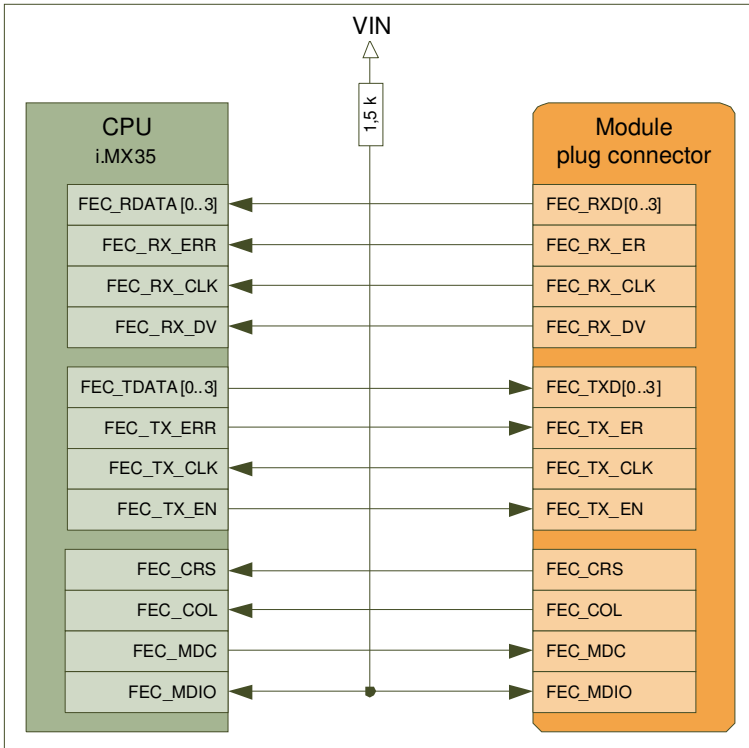 VIN
1,5 k
CPU
i.MX35
FEC_RDATA[0..3]
FEC_RX_ERR
FEC_RX_CLK
FEC_RX_DV
FEC_TDATA[0..3]
FEC_TX_ERR
FEC_TX_CLK
FEC_TX_EN
FEC_CRS
FEC_COL
FEC_MDC
FEC_MDIO
Module
plug connector
FEC_RXD[0..3]
FEC_RX_ER
FEC_RX_CLK
FEC_RX_DV
FEC_TXD[0..3]
FEC_TX_ER
FEC_TX_CLK
FEC_TX_EN
FEC_CRS
FEC_COL
FEC_MDC
FEC_MDIO